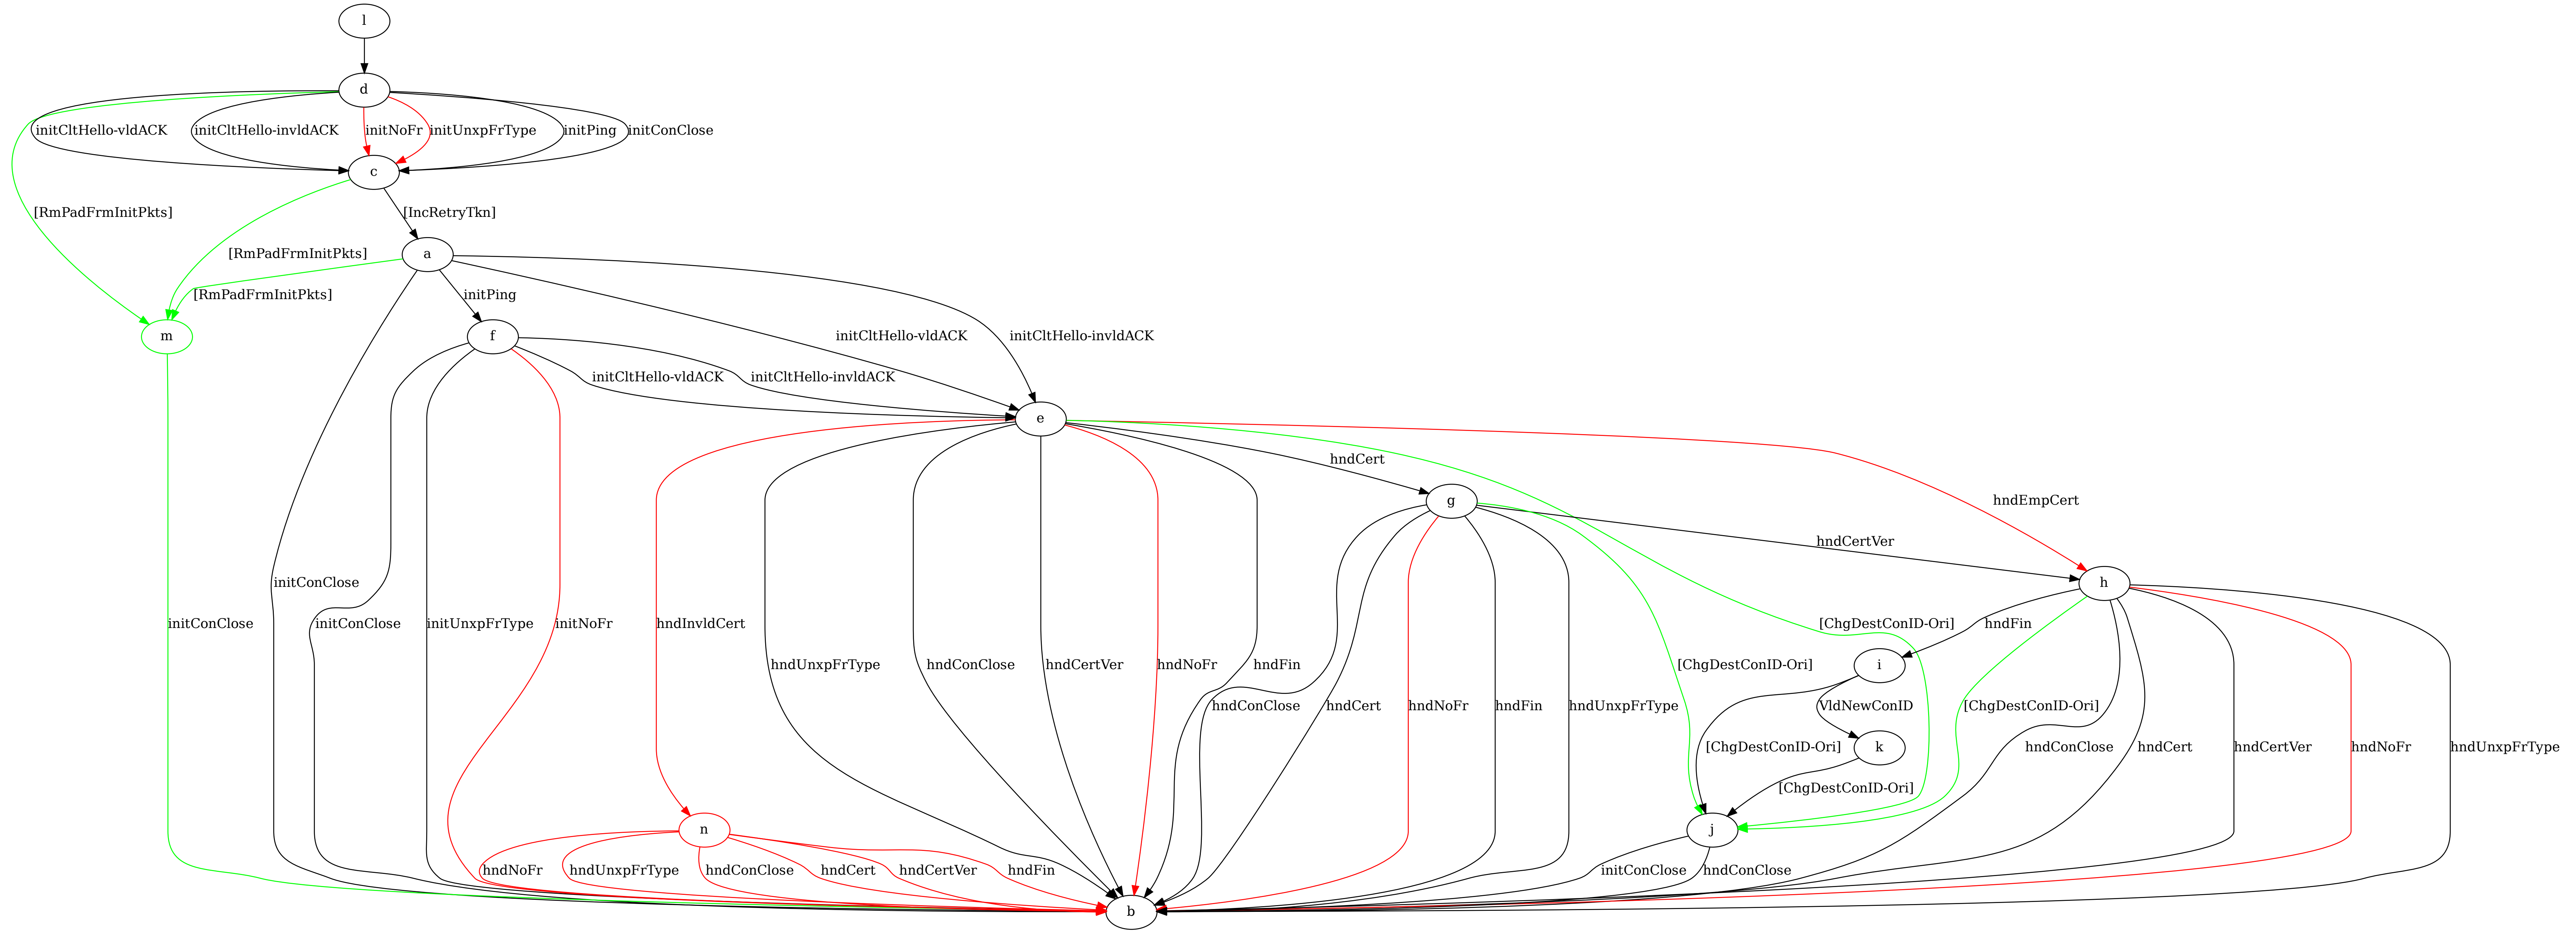 l
d
initCltHello-vldACK initCltHello-invldACK initNoFr initUnxpFrType initPing initConClose
c
[RmPadFrmInitPkts] [IncRetryTkn]
[RmPadFrmInitPkts] a
[RmPadFrmInitPkts] initPing
m f initCltHello-vldACK initCltHello-invldACK
initCltHello-vldACK initCltHello-invldACK
e
hndCert
g hndEmpCert
hndCertVer
initConClose h
initConClose initConClose initUnxpFrType initNoFr hndInvldCert [ChgDestConID-Ori] hndFin
hndUnxpFrType hndConClose hndCertVer hndNoFr hndFin [ChgDestConID-Ori] i
hndConClose hndCert hndNoFr hndFin hndUnxpFrType VldNewConID [ChgDestConID-Ori]
[ChgDestConID-Ori] k hndConClose hndCert hndCertVer hndNoFr hndUnxpFrType
[ChgDestConID-Ori]
n j
hndNoFr hndUnxpFrType hndConClose hndCert hndCertVer hndFin initConClose hndConClose
b